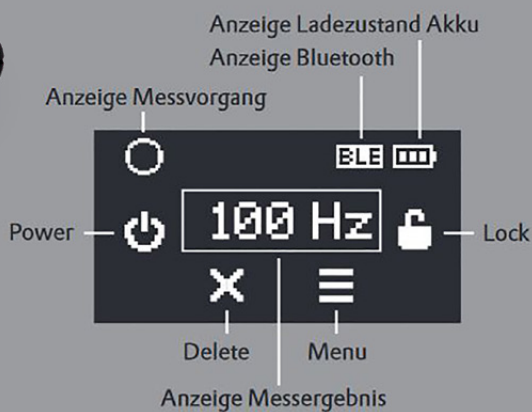 Anzeige Ladezustand Akku
Anzeige Bluetooth
Anzeige Messvorgang
BLE
Power
100 Hz
Lock
Delete
Menu
Anzeige Messergebnis